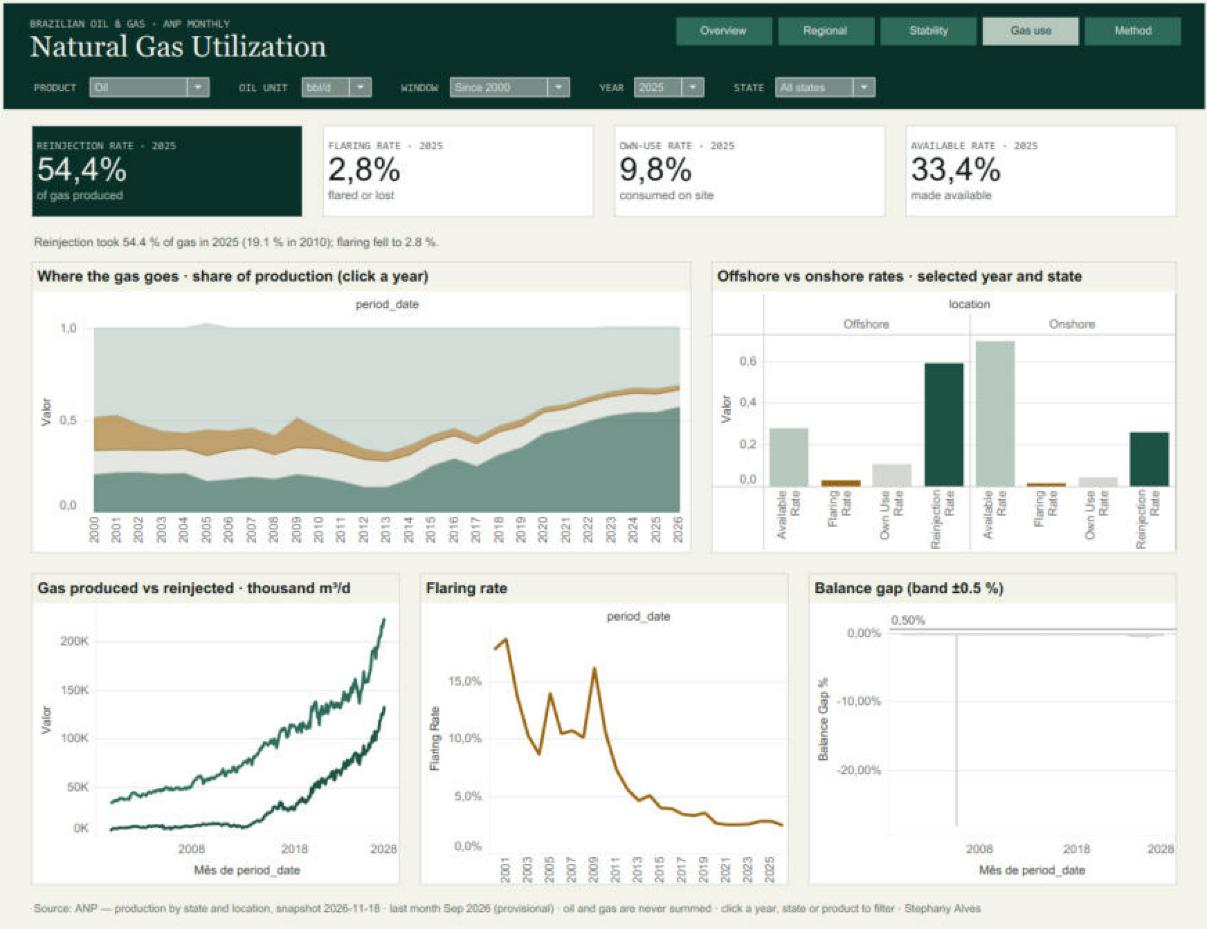 BRAZILIAN OIL & GAS · ANP MONTHLY
Natural Gas Utilization
Overview
Regional
Stability
Gas use
Method
PRODUCT
Oil
OIL UNIT
bbl/d
WINDOW
Since 2000
YEAR
2025
STATE
All states
REINJECTION RATE · 2025
54,4%
of gas produced
FLARING RATE · 2025
2,8%
flared or lost
OWN-USE RATE · 2025
9,8%
consumed on site
AVAILABLE RATE · 2025
33,4%
made available
Reinjection took 54.4 % of gas in 2025 (19.1 % in 2010); flaring fell to 2.8 %.
Where the gas goes · share of production (click a year)
period_date
1,0
0,5
0,0
Valor
2000
2001
2002
2003
2004
2005
2006
2007
2008
2009
2010
2011
2012
2013
2014
2015
2016
2017
2018
2019
2020
2021
2022
2023
2024
2025
2026
Offshore vs onshore rates · selected year and state
location
Offshore
Onshore
0,6
0,4
0,2
0,0
Valor
Available Rate
Flaring Rate
Own Use Rate
Reinjection Rate
Available Rate
Flaring Rate
Own Use Rate
Reinjection Rate
Gas produced vs reinjected · thousand m³/d
200K
150K
100K
50K
0K
Valor
2008
2018
2028
Mês de period_date
Flaring rate
period_date
15,0%
10,0%
5,0%
0,0%
Flaring Rate
2001
2003
2005
2007
2009
2011
2013
2015
2017
2019
2021
2023
2025
Balance gap (band ±0.5 %)
0,50%
0,00%
-10,00%
-20,00%
Balance Gap %
2008
2018
2028
Mês de period_date
Source: ANP — production by state and location, snapshot 2026-11-18 · last month Sep 2026 (provisional) · oil and gas are never summed · click a year, state or product to filter · Stephany Alves